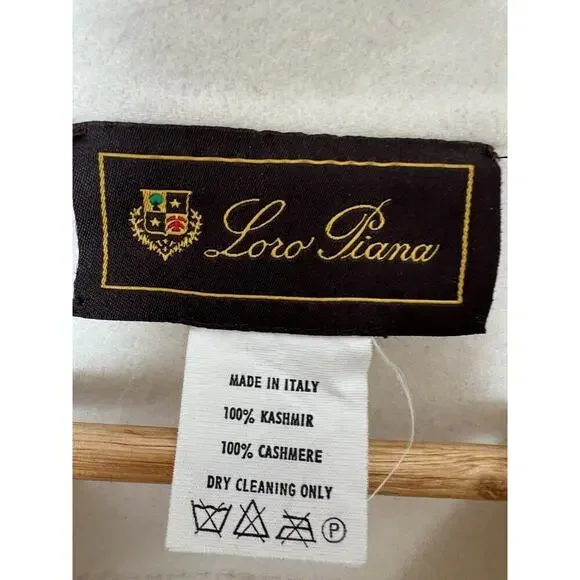 Loro Piana
MADE IN ITALY
100% KASHMIR
100% CASHMERE
DRY CLEANING ONLY
P